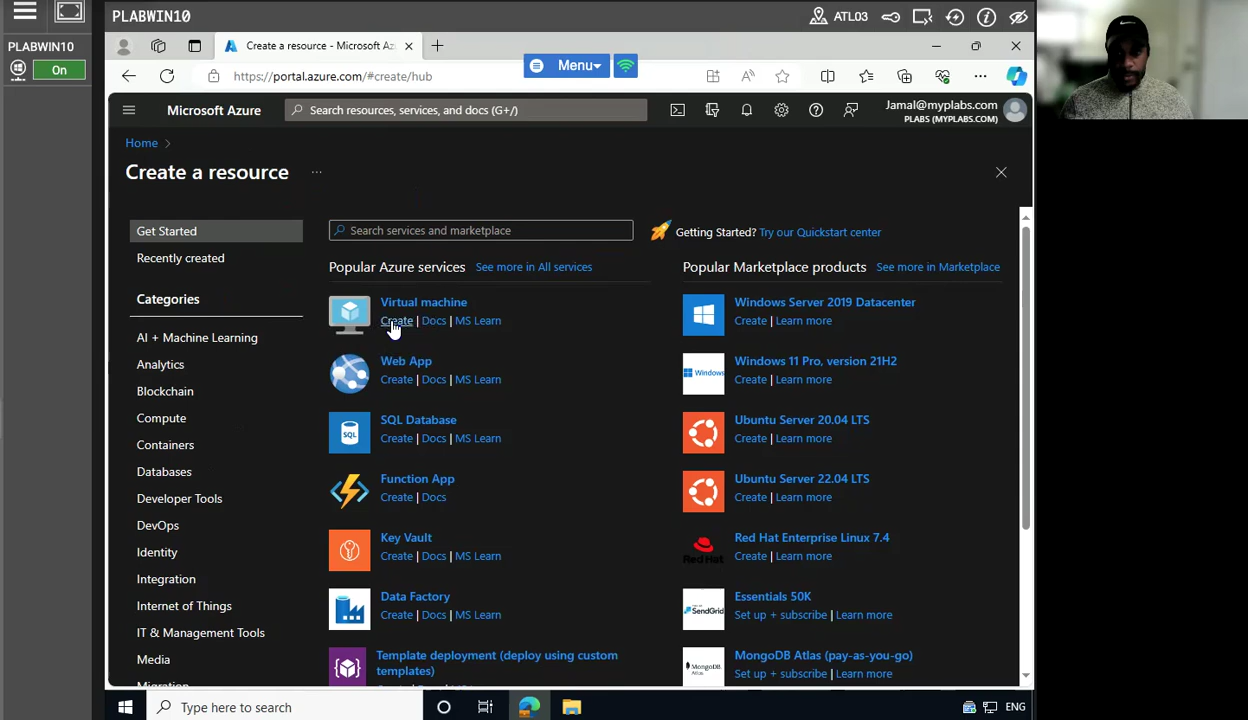 PLABWIN10
ATL03
PLABWIN10
On
Create a resource - Microsoft Az
https://portal.azure.com/#create/hub
Menu
Microsoft Azure
Search resources, services, and docs (G+/)
Jamal@myplabs.com
PLABS (MYPLABS.COM)
Home
Create a resource
...
Get Started
Recently created
Categories
AI + Machine Learning
Analytics
Blockchain
Compute
Containers
Databases
Developer Tools
DevOps
Identity
Integration
Internet of Things
IT & Management Tools
Media
Migration
Search services and marketplace
Getting Started? Try our Quickstart center
Popular Azure services See more in All services
Virtual machine
Create | Docs | MS Learn
Web App
Create | Docs | MS Learn
SQL Database
Create | Docs | MS Learn
SQL
Function App
Create | Docs
Key Vault
Create | Docs | MS Learn
Data Factory
Create | Docs | MS Learn
Template deployment (deploy using custom
templates)
Popular Marketplace products See more in Marketplace
Windows Server 2019 Datacenter
Create | Learn more
Windows 11 Pro, version 21H2
Create | Learn more
Windows
Ubuntu Server 20.04 LTS
Create | Learn more
Ubuntu Server 22.04 LTS
Create | Learn more
Red Hat Enterprise Linux 7.4
Create | Learn more
Red Hat
Essentials 50K
Set up + subscribe | Learn more
SendGrid
MongoDB Atlas (pay-as-you-go)
Set up + subscribe | Learn more
MongoDB
Atlas
Type here to search
ENG